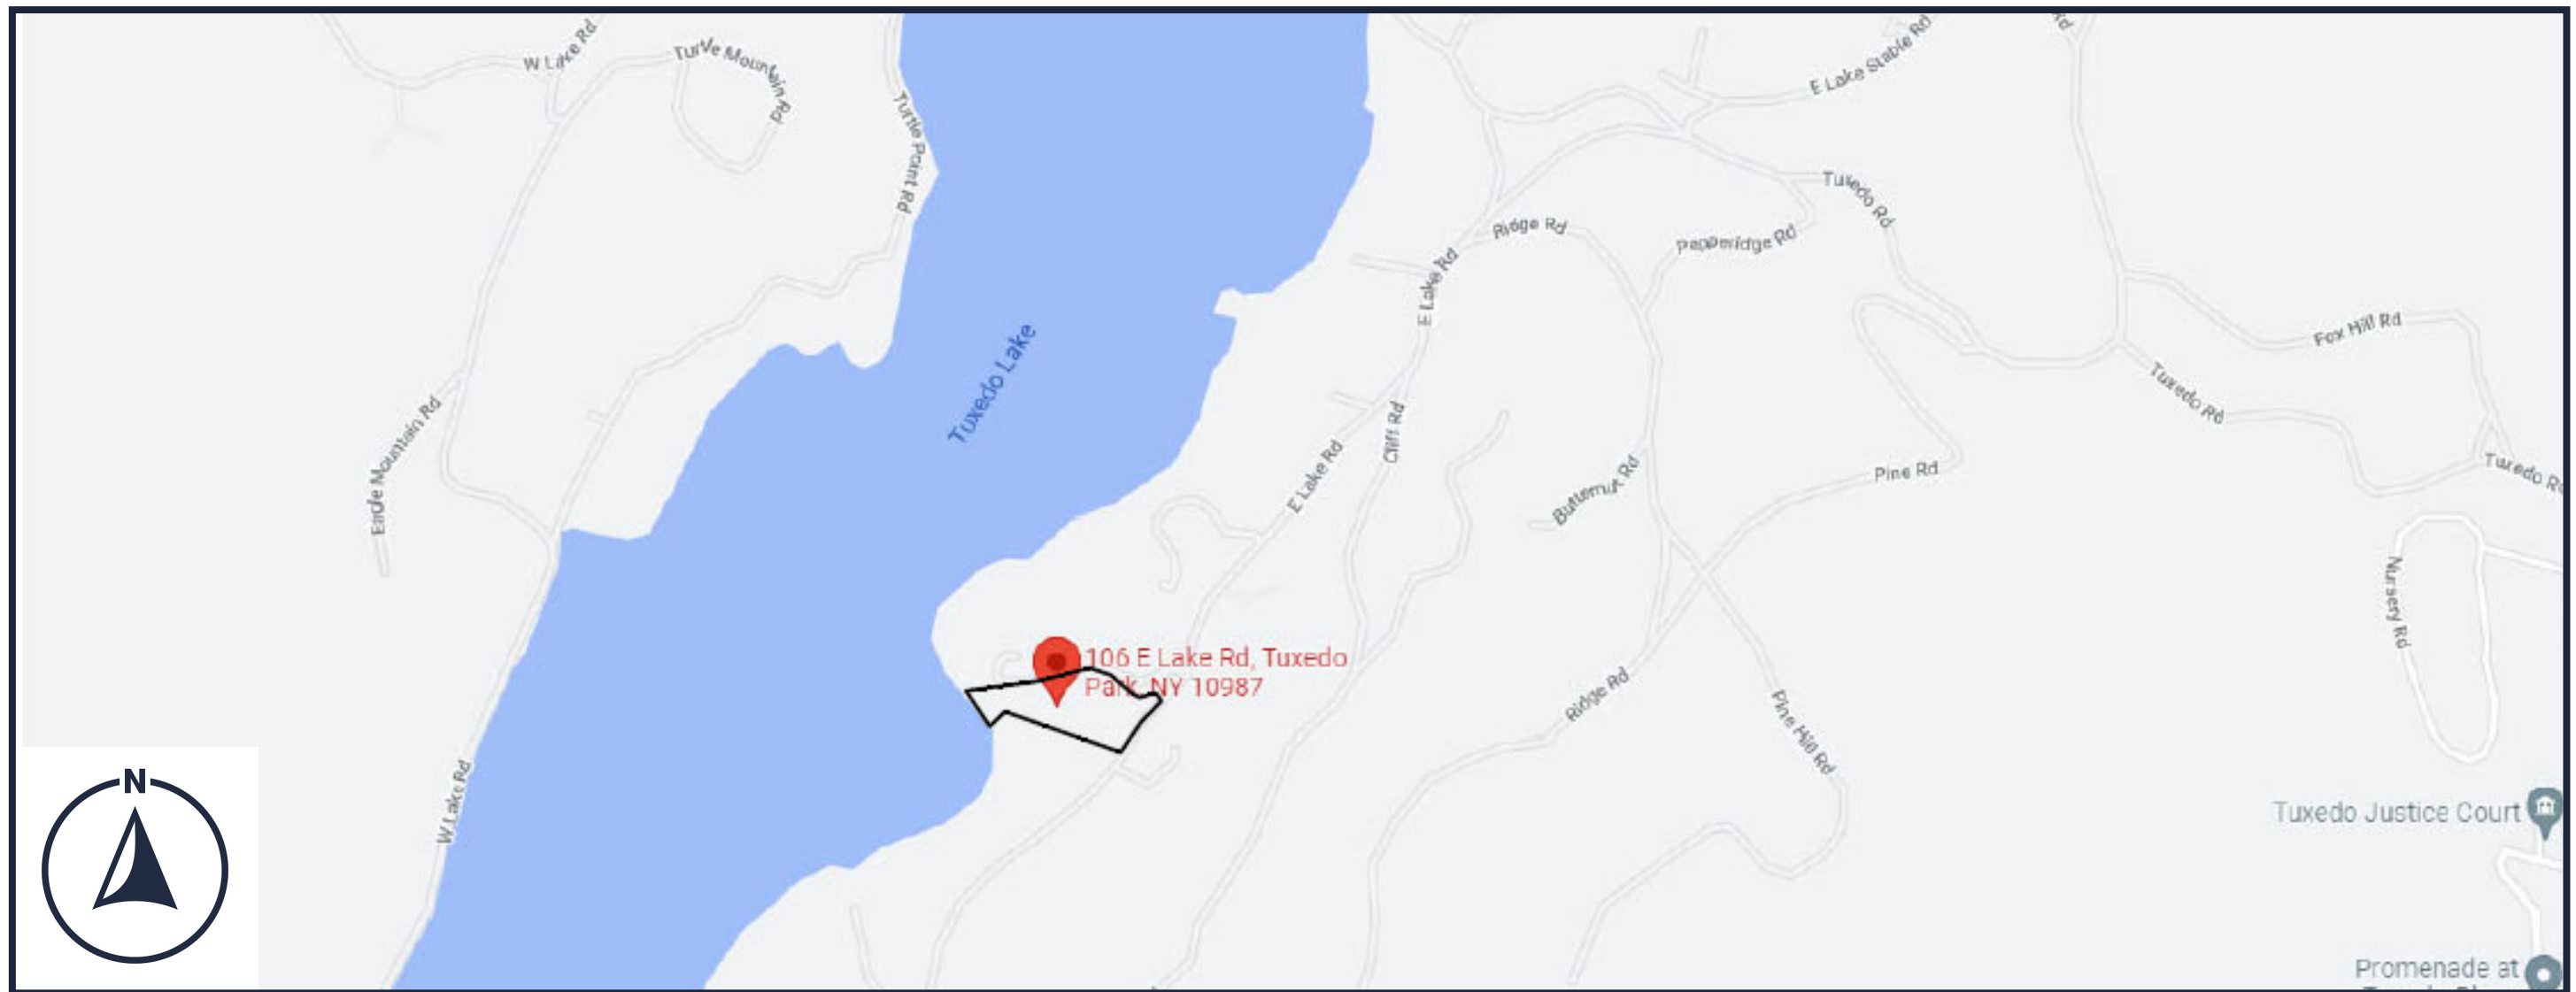 W Lake Rd
Turtle Mountain Rd
Turtle Point Rd
E Lake Stable Rd
Rd
Tuxedo Rd
Ridge Rd
Pepperidge Rd
E Lake Rd
Fox Hill Rd
Tuxedo Lake
Tuxedo Rd
Eagle Mountain Rd
Cliff Rd
E Lake Rd
Butternut Rd
Pine Rd
Tuxedo R
Nursery Rd
106 E Lake Rd, Tuxedo
Park, NY 10987
Ridge Rd
Pine Hill Rd
W Lake Rd
N
Tuxedo Justice Court
Promenade at